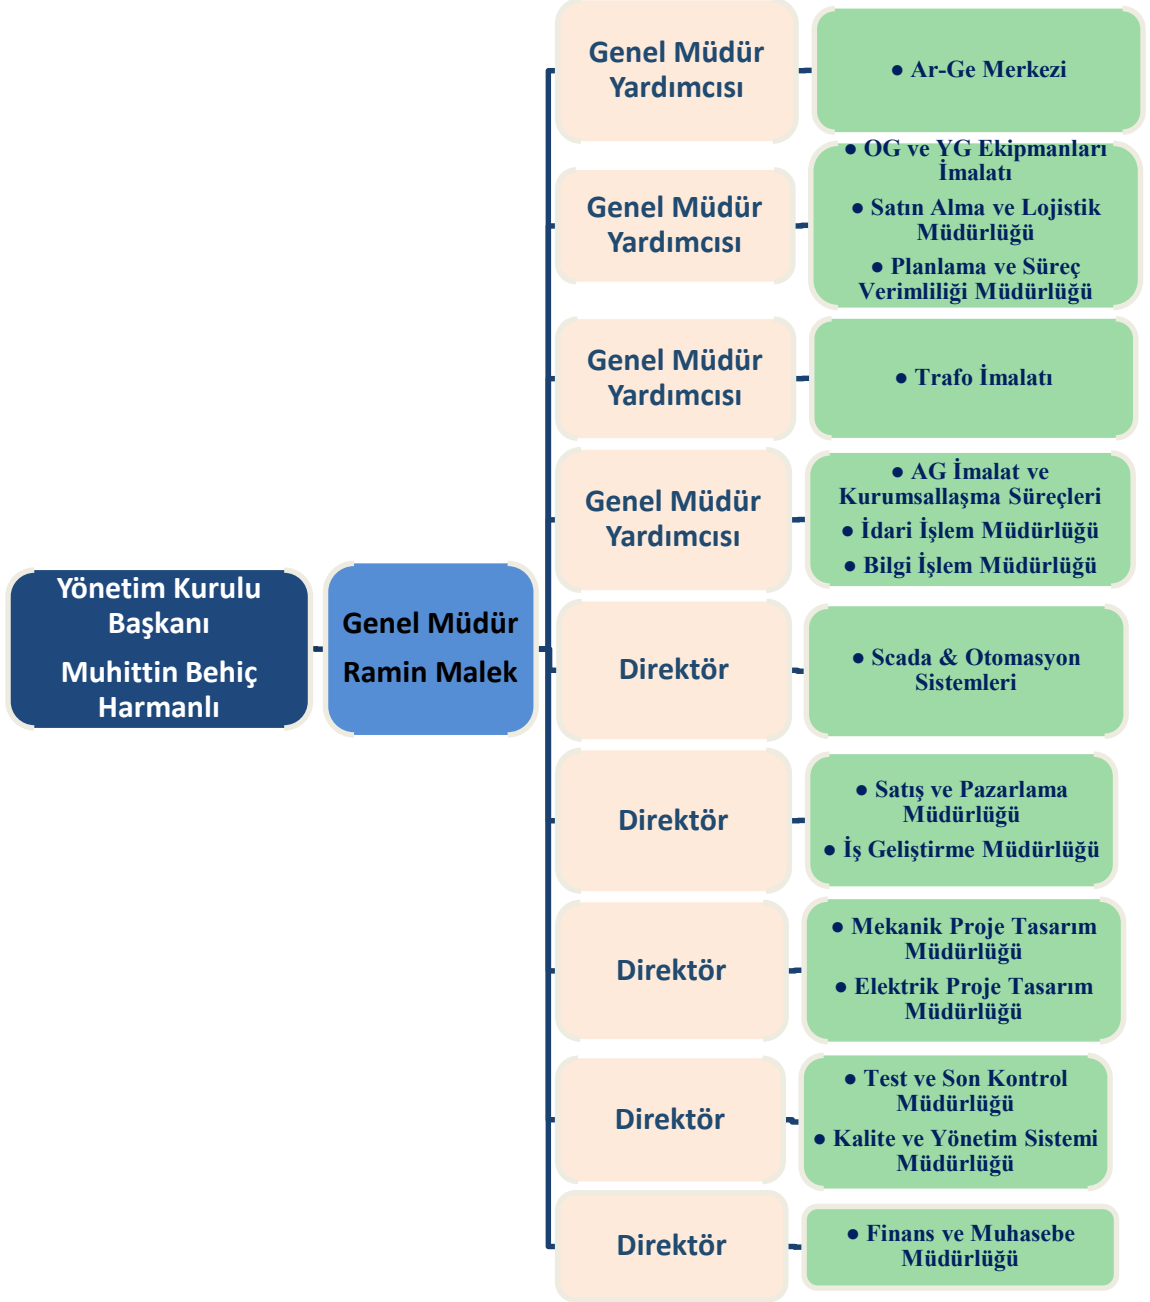 Yönetim Kurulu
Başkanı
Muhittin Behiç
Harmanlı
Genel Müdür
Ramin Malek
Genel Müdür
Yardımcısı
● Ar-Ge Merkezi
Genel Müdür
Yardımcısı
● OG ve YG Ekipmanları
İmalatı
● Satın Alma ve Lojistik
Müdürlüğü
● Planlama ve Süreç
Verimliliği Müdürlüğü
Genel Müdür
Yardımcısı
● Trafo İmalatı
Genel Müdür
Yardımcısı
● AG İmalat ve
Kurumsallaşma Süreçleri
● İdari İşlem Müdürlüğü
● Bilgi İşlem Müdürlüğü
Direktör
● Scada & Otomasyon
Sistemleri
Direktör
● Satış ve Pazarlama
Müdürlüğü
● İş Geliştirme Müdürlüğü
Direktör
● Mekanik Proje Tasarım
Müdürlüğü
● Elektrik Proje Tasarım
Müdürlüğü
Direktör
● Test ve Son Kontrol
Müdürlüğü
● Kalite ve Yönetim Sistemi
Müdürlüğü
Direktör
● Finans ve Muhasebe
Müdürlüğü